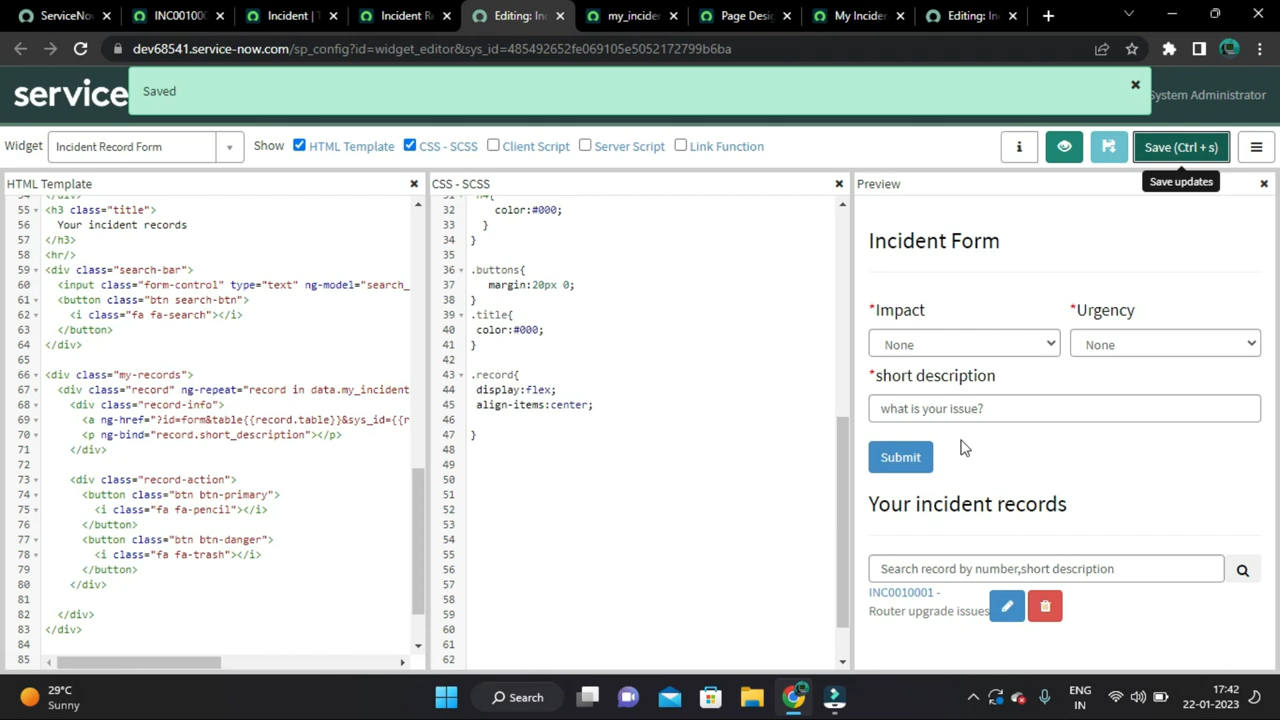 ServiceNo
INC001000
Incident | T
Incident Re
Editing: Inc
my_incider
Page Desig
My Incider
Editing: Inc
dev68541.service-now.com/sp_config?id=widget_editor&sys_id=485492652fe069105e5052172799b6ba
service
Saved
System Administrator
Widget
Incident Record Form
Show
HTML Template
CSS - SCSS
Client Script
Server Script
Link Function
Save (Ctrl + s)
Save updates
HTML Template
55 <h3 class="title">
56 Your incident records
57 </h3>
58 <hr/>
59 <div class="search-bar">
60 <input class="form-control" type="text" ng-model="search_
61 <button class="btn search-btn">
62 <i class="fa fa-search"></i>
63 </button>
64 </div>
65
66 <div class="my-records">
67 <div class="record" ng-repeat="record in data.my_incident
68 <div class="record-info">
69 <a ng-href="?id=form&table{{record.table}}&sys_id={{r
70 <p ng-bind="record.short_description"></p>
71 </div>
72
73 <div class="record-action">
74 <button class="btn btn-primary">
75 <i class="fa fa-pencil"></i>
76 </button>
77 <button class="btn btn-danger">
78 <i class="fa fa-trash"></i>
79 </button>
80 </div>
81
82 </div>
83 </div>
84
85
CSS - SCSS
32 color:#000;
33 }
34 }
35
36 .buttons{
37 margin:20px 0;
38 }
39 .title{
40 color:#000;
41 }
42
43 .record{
44 display:flex;
45 align-items:center;
46
47 }
48
49
50
51
52
53
54
55
56
57
58
59
60
61
62
Preview
Incident Form
*Impact
*Urgency
None
None
*short description
what is your issue?
Submit
Your incident records
Search record by number,short description
INC0010001 -
Router upgrade issues
29°C
Sunny
Search
ENG
IN
17:42
22-01-2023